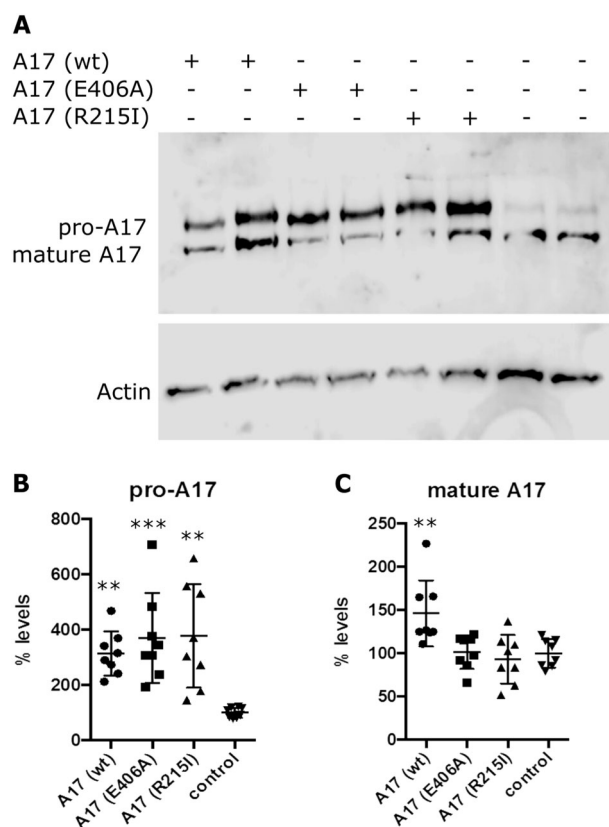 A
A17 (wt) + + - - - - - -
A17 (E406A) - - + + - - - -
A17 (R215I) - - - - + + - -
pro-A17
mature A17
Actin
B
pro-A17
% levels
800
600
400
200
0
**
***
**
A17 (wt)
A17 (E406A)
A17 (R215I)
control
C
mature A17
% levels
250
200
150
100
50
0
**
A17 (wt)
A17 (E406A)
A17 (R215I)
control